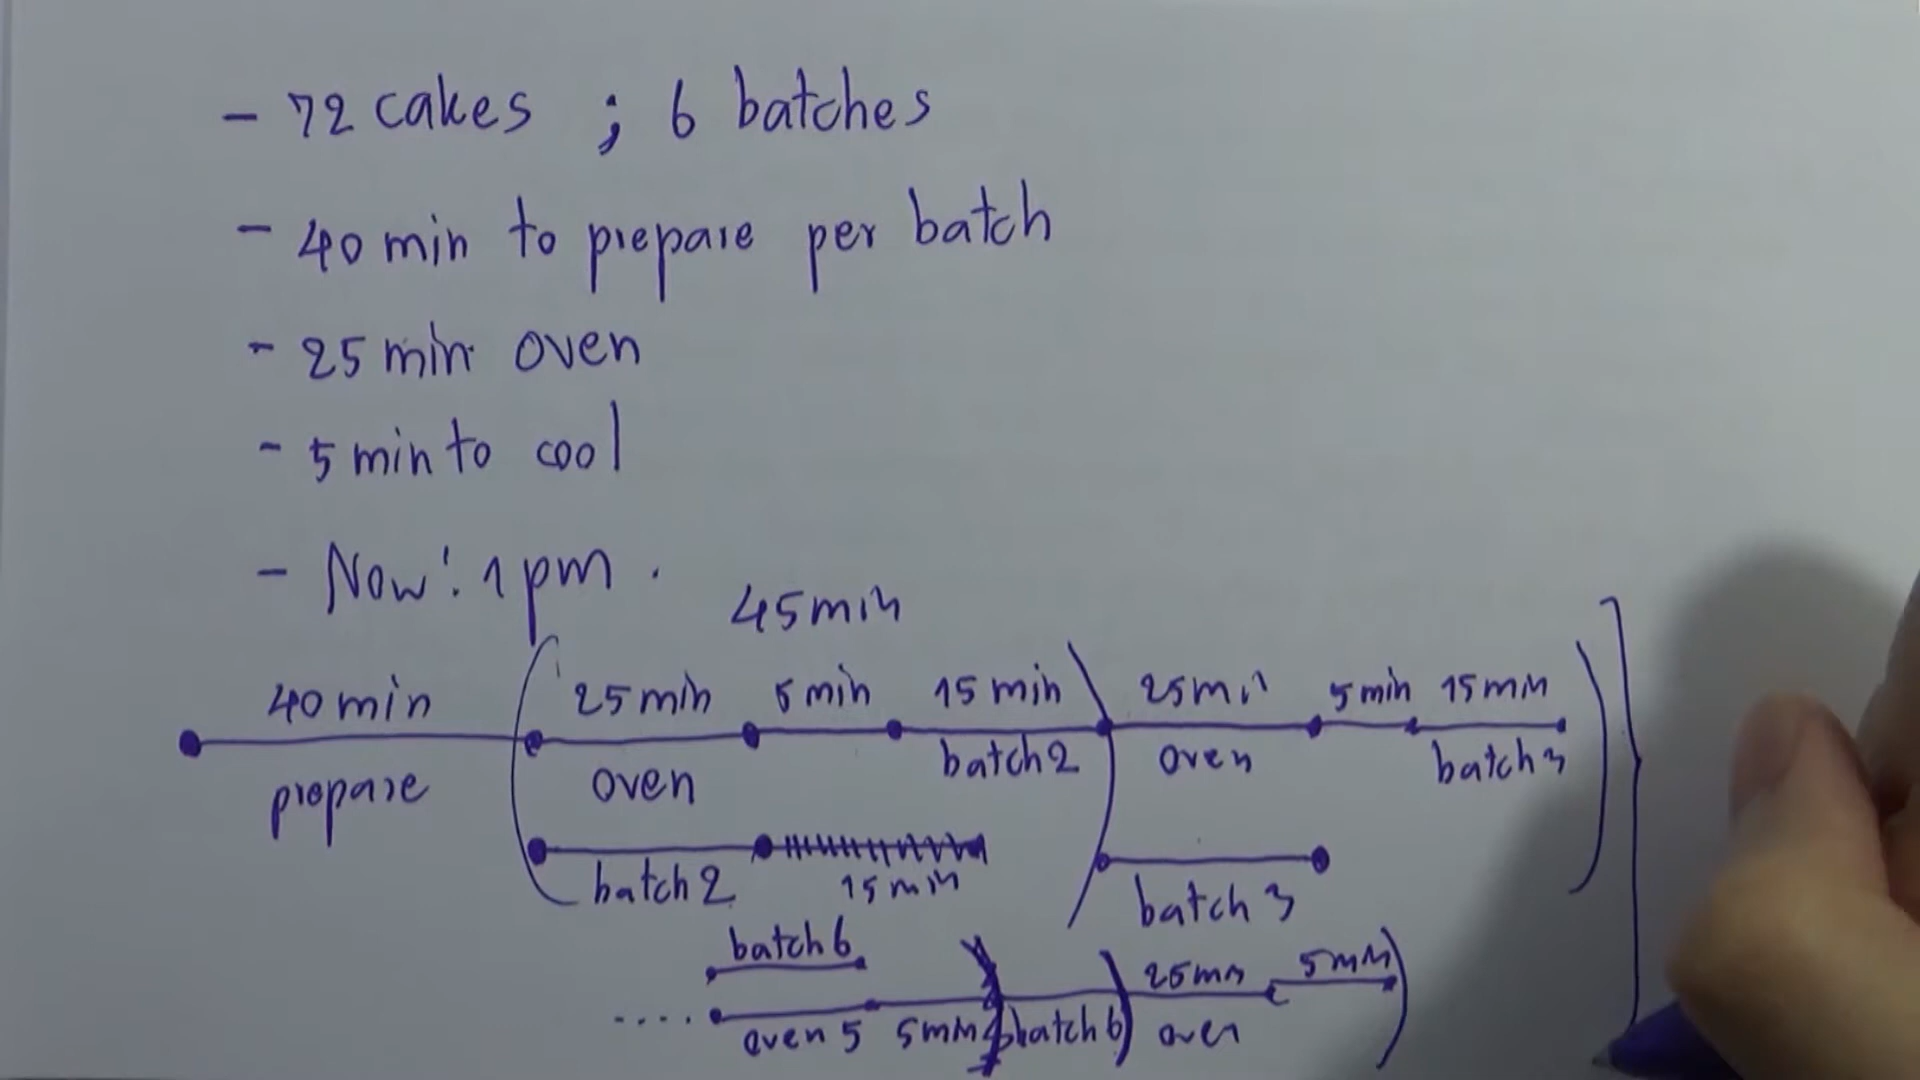 - 72 cakes ; 6 batches
- 40 min to prepare per batch
- 25 min oven
- 5 min to cool
- Now: 1 pm.
45 min
40 min 25 min 5 min 15 min 25 min 5 min 15 min
prepare oven batch 2 oven batch 3
batch 2 15 min batch 3
batch 6
25 min 5 min
.... oven 5 5 min batch 6 oven